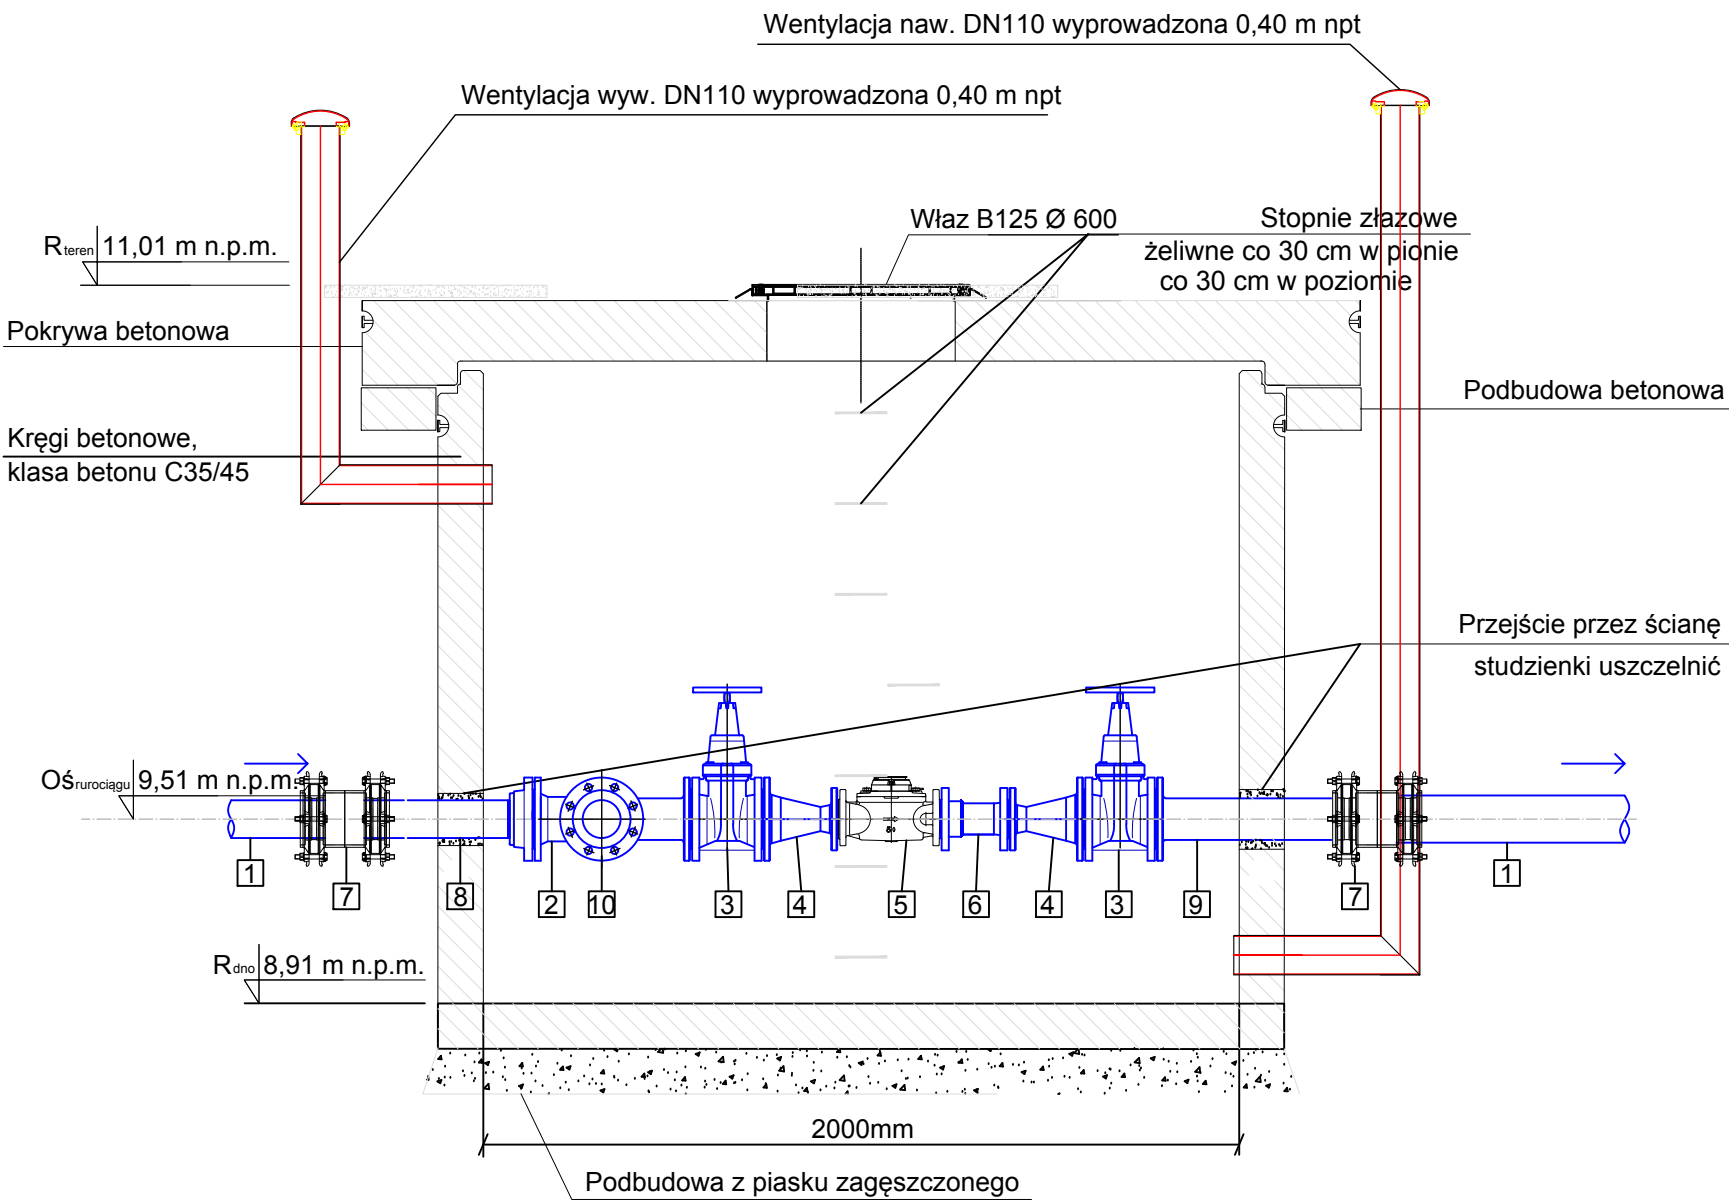 Wentylacja naw. DN110 wyprowadzona 0,40 m npt
Wentylacja wyw. DN110 wyprowadzona 0,40 m npt
Właz B125 Ø 600
Stopnie złazowe
żeliwne co 30 cm w pionie
co 30 cm w poziomie
Rteren 11,01 m n.p.m.
Pokrywa betonowa
Podbudowa betonowa
Kręgi betonowe,
klasa betonu C35/45
Przejście przez ścianę
studzienki uszczelnić
Ośrurociągu 9,51 m n.p.m.
1 7 8 2 10 3 4 5 6 4 3 9 7 1
Rdno 8,91 m n.p.m.
2000mm
Podbudowa z piasku zagęszczonego